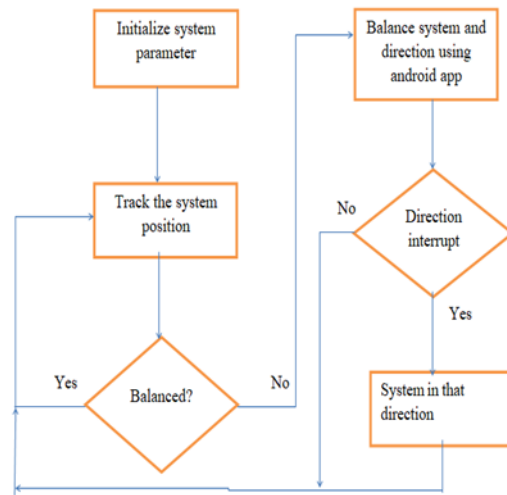 Initialize system
parameter
Track the system
position
Balanced?
Yes
No
Balance system and
direction using
android app
Direction
interrupt
No
Yes
System in that
direction